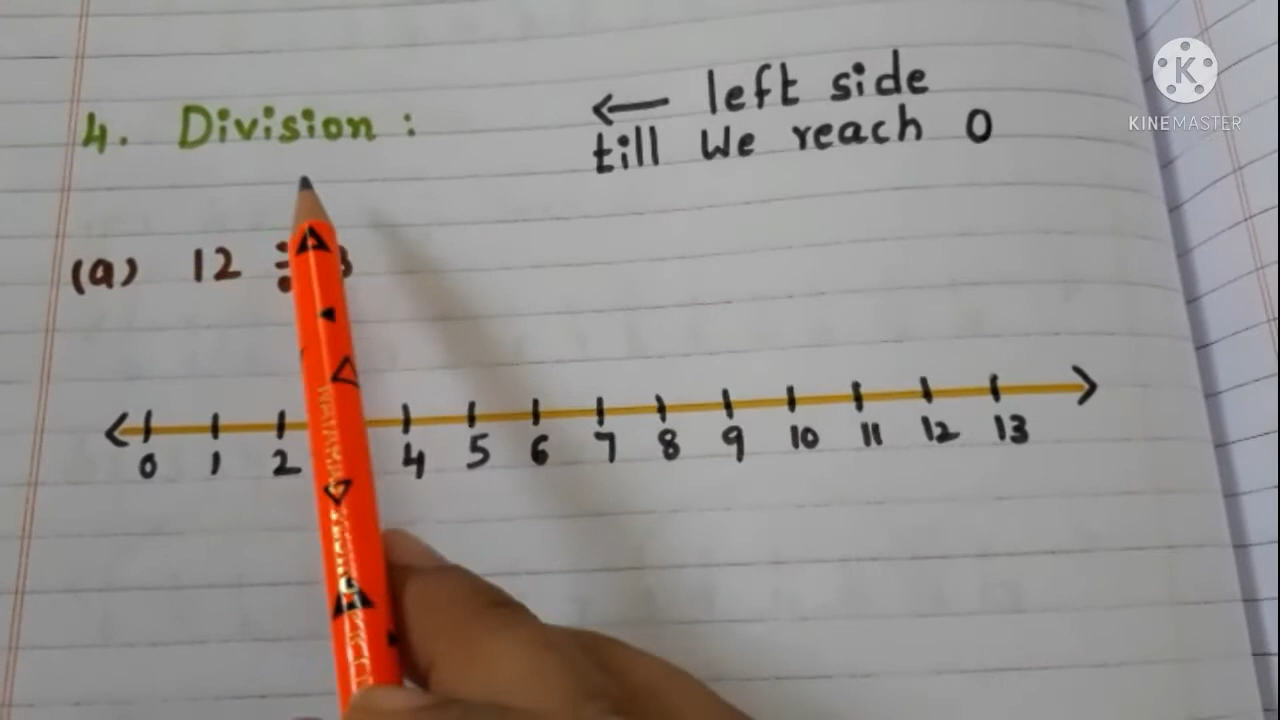 4. Division :
← left side
till We reach 0
(a) 12 ÷
0 1 2 4 5 6 7 8 9 10 11 12 13
K
KINEMASTER